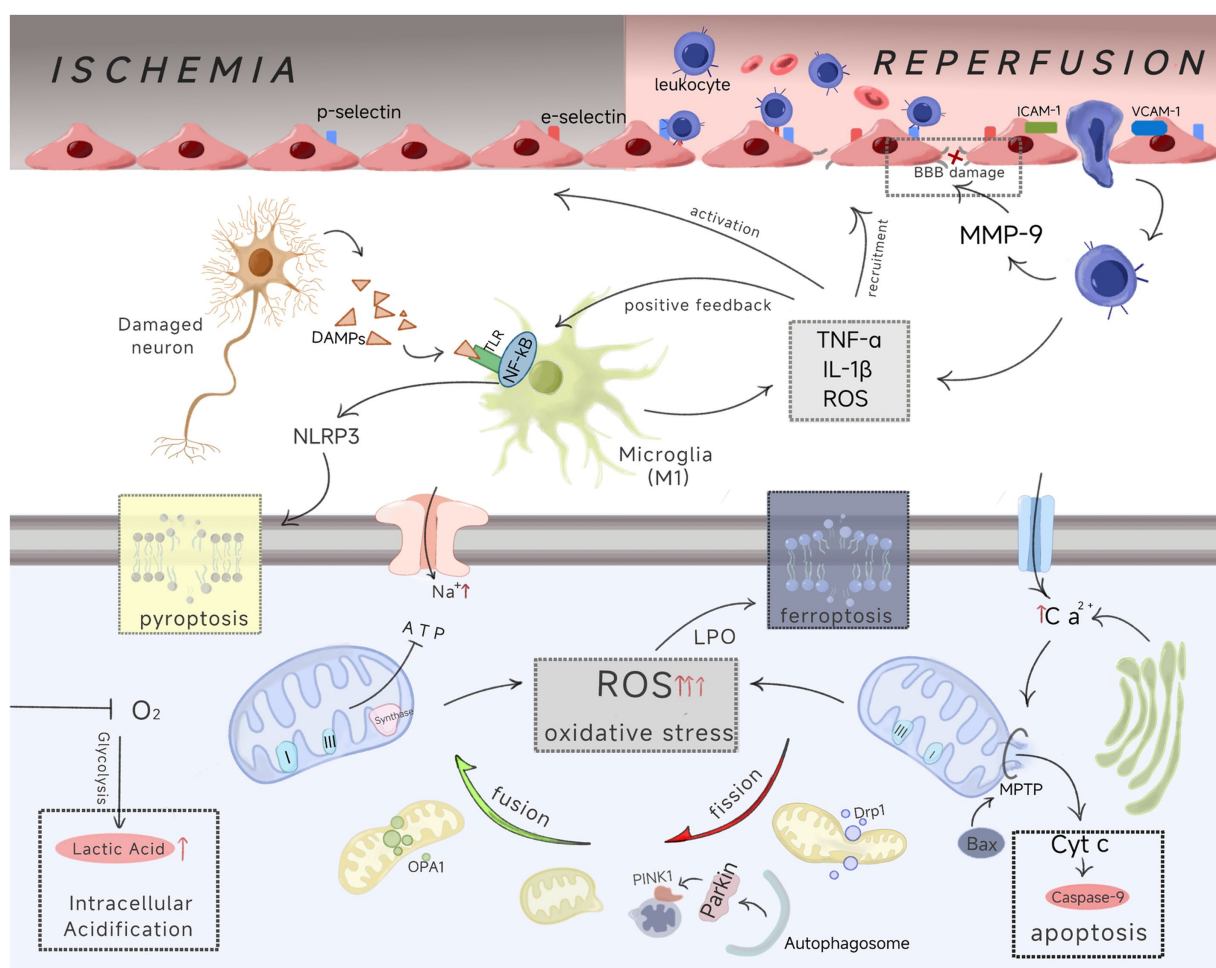 ISCHEMIA
REPERFUSION
leukocyte
p-selectin
e-selectin
ICAM-1
VCAM-1
BBB damage
activation
recruitment
MMP-9
positive feedback
Damaged
neuron
DAMPs
TLR
NF-kB
TNF-α
IL-1β
ROS
NLRP3
Microglia
(M1)
pyroptosis
Na+↑
ferroptosis
↑Ca2+
ATP
LPO
ROS↑↑↑
oxidative stress
Synthase
I
III
III
I
O2
Glycolysis
Lactic Acid ↑
Intracellular
Acidification
fusion
fission
OPA1
Drp1
MPTP
Bax
PINK1
Parkin
Autophagosome
Cyt c
Caspase-9
apoptosis